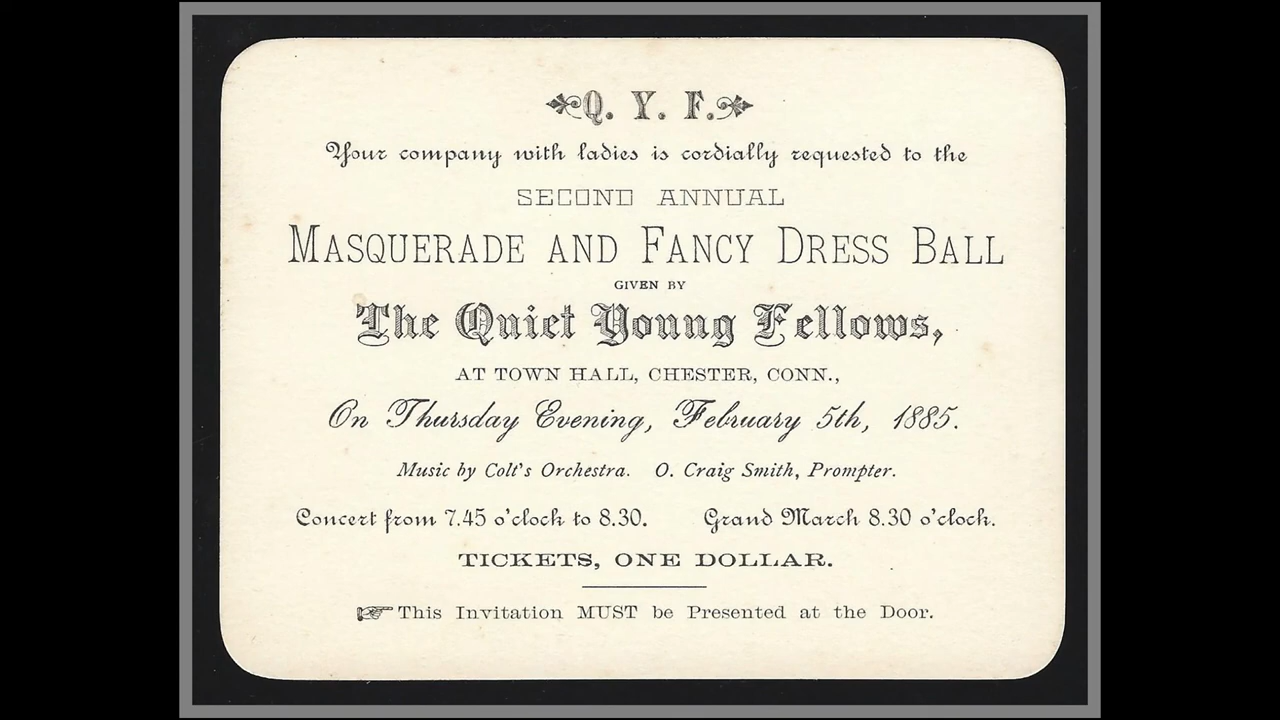 Q. Y. F.
Your company with ladies is cordially requested to the
SECOND ANNUAL
MASQUERADE AND FANCY DRESS BALL
GIVEN BY
The Quiet Young Fellows,
AT TOWN HALL, CHESTER, CONN.,
On Thursday Evening, February 5th, 1885.
Music by Colt's Orchestra. O. Craig Smith, Prompter.
Concert from 7.45 o'clock to 8.30. Grand March 8.30 o'clock.
TICKETS, ONE DOLLAR.
This Invitation MUST be Presented at the Door.